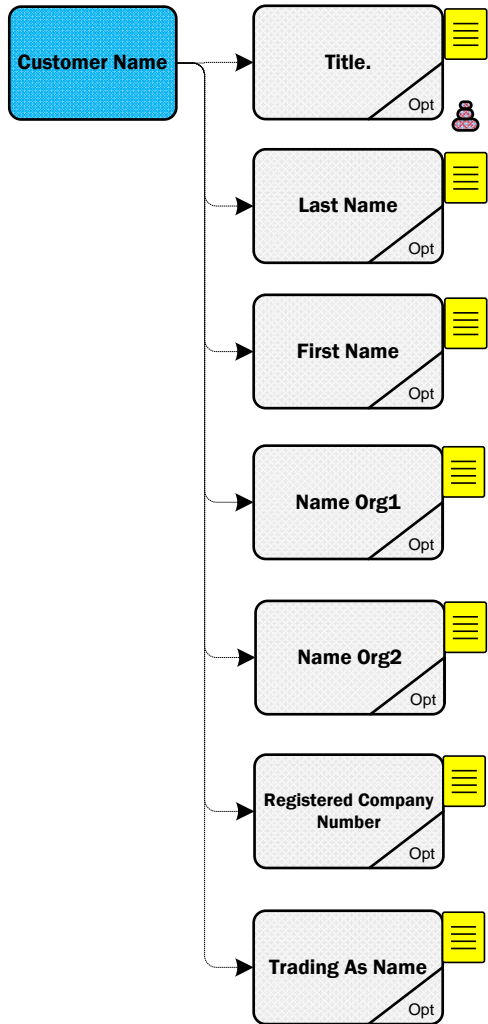 Customer Name
Title.
Opt
Last Name
Opt
First Name
Opt
Name Org1
Opt
Name Org2
Opt
Registered Company
Number
Opt
Trading As Name
Opt